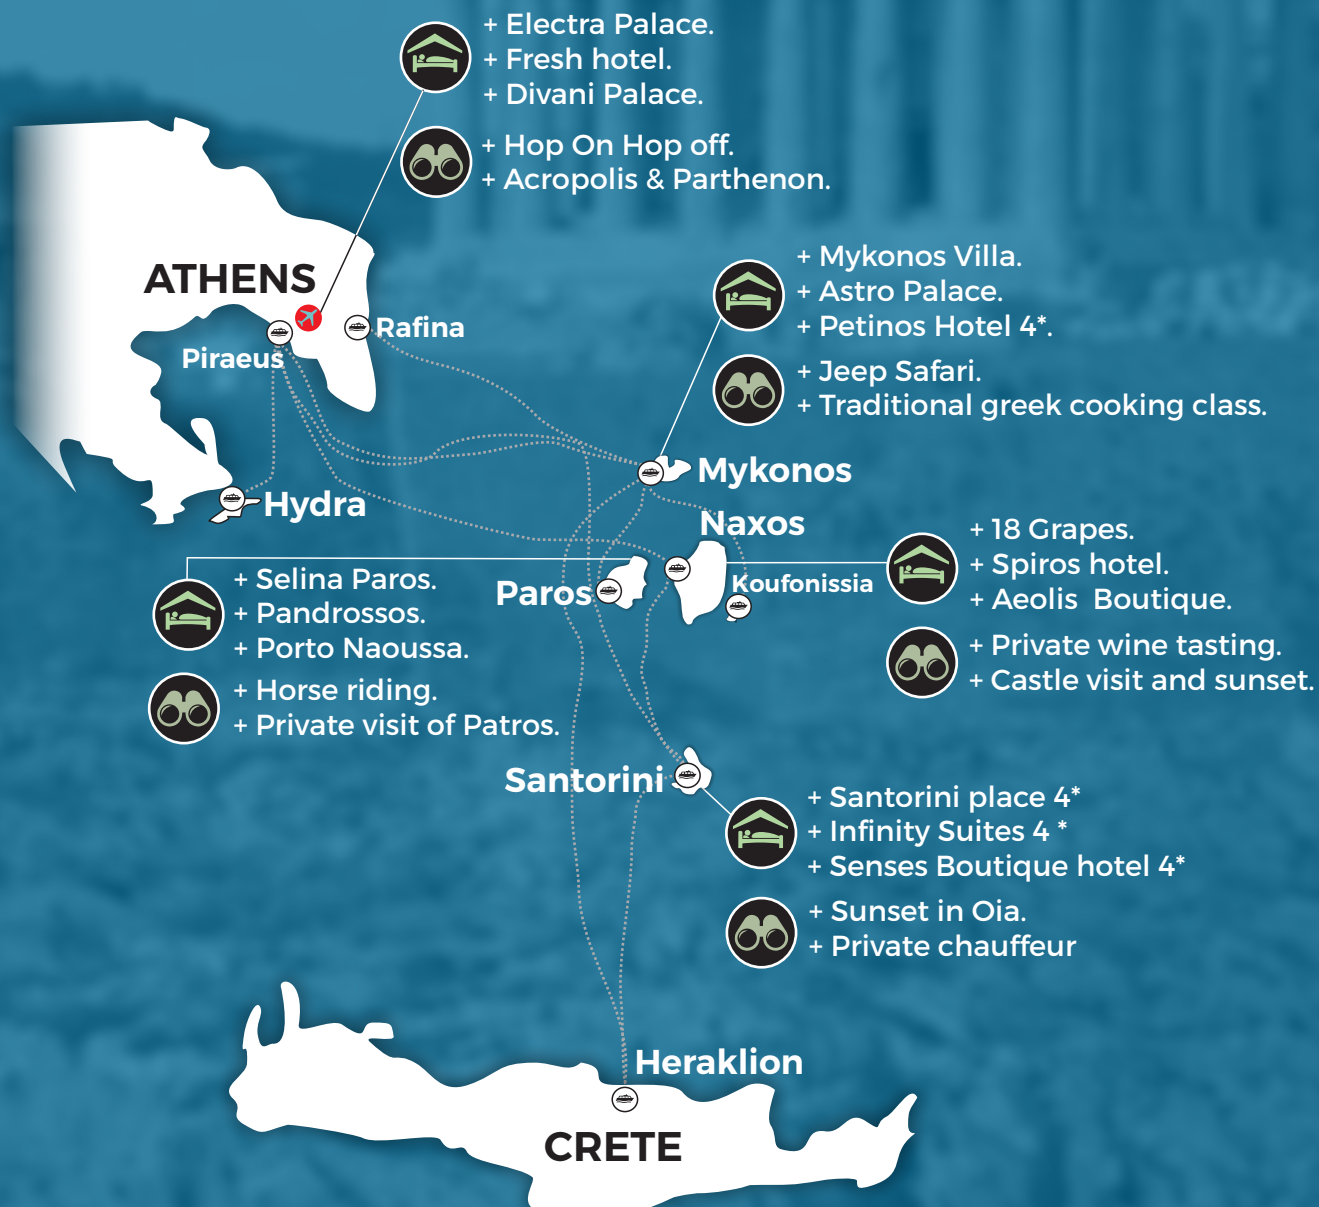 + Electra Palace.
+ Fresh hotel.
+ Divani Palace.
+ Hop On Hop off.
+ Acropolis & Parthenon.
ATHENS
Rafina
Piraeus
+ Mykonos Villa.
+ Astro Palace.
+ Petinos Hotel 4*.
+ Jeep Safari.
+ Traditional greek cooking class.
Mykonos
Hydra
Naxos
+ 18 Grapes.
+ Spiros hotel.
+ Aeolis Boutique.
Koufonissia
Paros
+ Selina Paros.
+ Pandrossos.
+ Porto Naoussa.
+ Private wine tasting.
+ Castle visit and sunset.
+ Horse riding.
+ Private visit of Patros.
Santorini
+ Santorini place 4*
+ Infinity Suites 4 *
+ Senses Boutique hotel 4*
+ Sunset in Oia.
+ Private chauffeur
Heraklion
CRETE